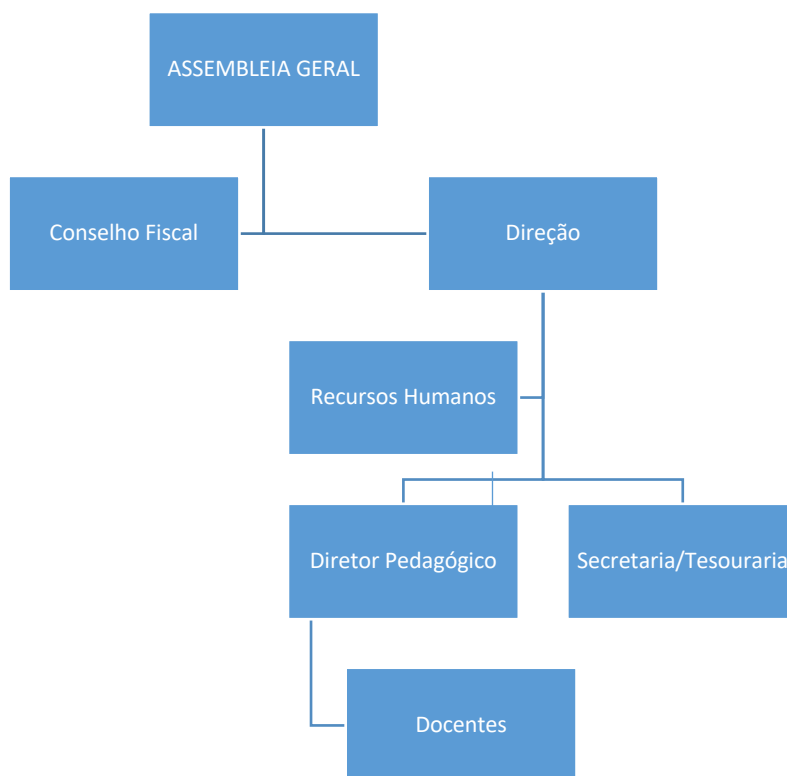 ASSEMBLEIA GERAL
Conselho Fiscal
Direção
Recursos Humanos
Diretor Pedagógico
Secretaria/Tesouraria
Docentes